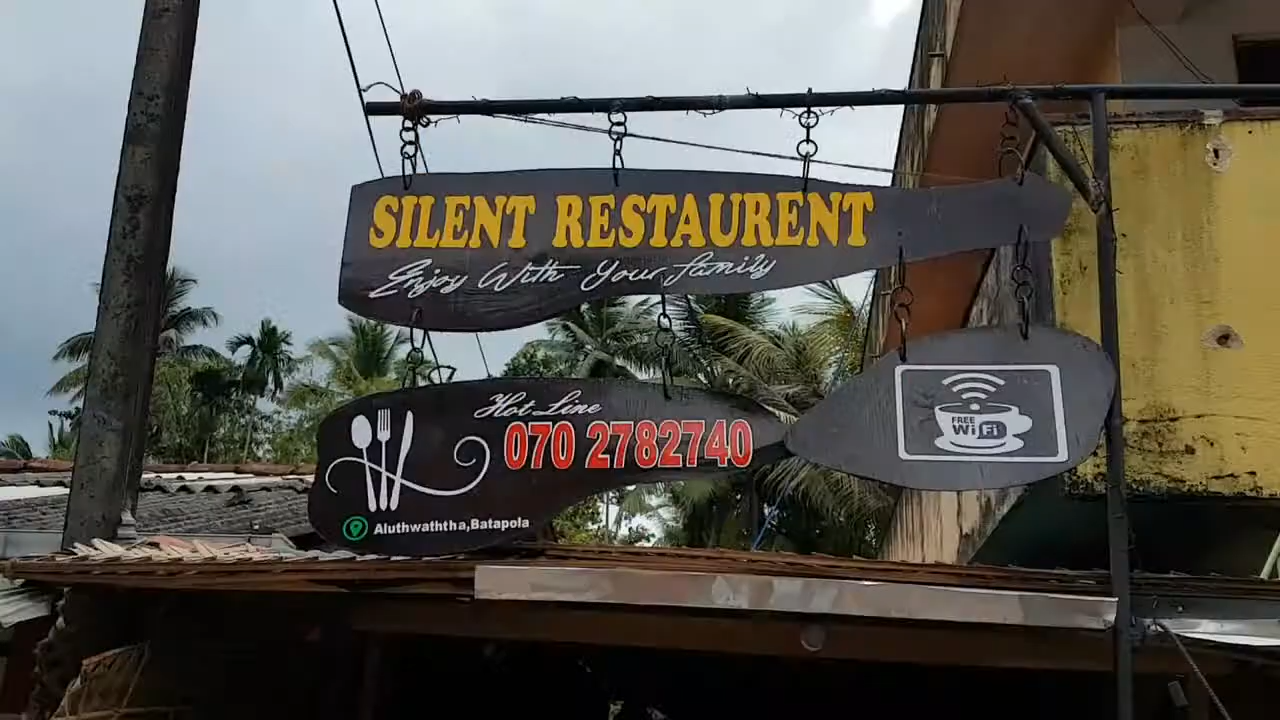 SILENT RESTAURENT
Enjoy With Your family
Hot Line
070 2782740
Aluthwaththa,Batapola
FREE
WiFi